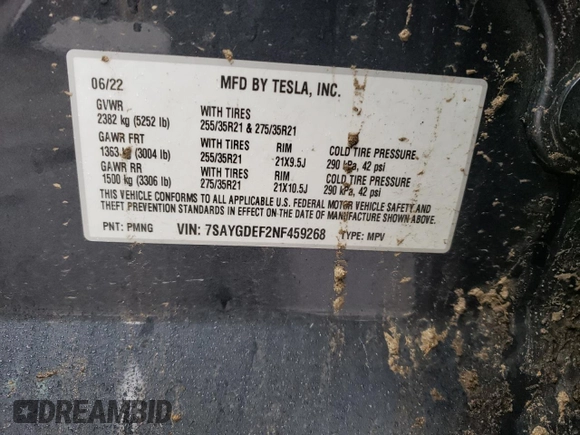 06/22 MFD BY TESLA, INC.
GVWR WITH TIRES
2382 kg (5252 lb) 255/35R21 & 275/35R21
GAWR FRT WITH TIRES RIM COLD TIRE PRESSURE
1363 kg (3004 lb) 255/35R21 21X9.5J 290 kPa, 42 psi
GAWR RR WITH TIRES RIM COLD TIRE PRESSURE
1500 kg (3306 lb) 275/35R21 21X10.5J 290 kPa, 42 psi
THIS VEHICLE CONFORMS TO ALL APPLICABLE U.S. FEDERAL MOTOR VEHICLE SAFETY AND
THEFT PREVENTION STANDARDS IN EFFECT ON THE DATE OF MANUFACTURE SHOWN ABOVE.
PNT: PMNG VIN: 7SAYGDEF2NF459268 TYPE: MPV
DREAMBID